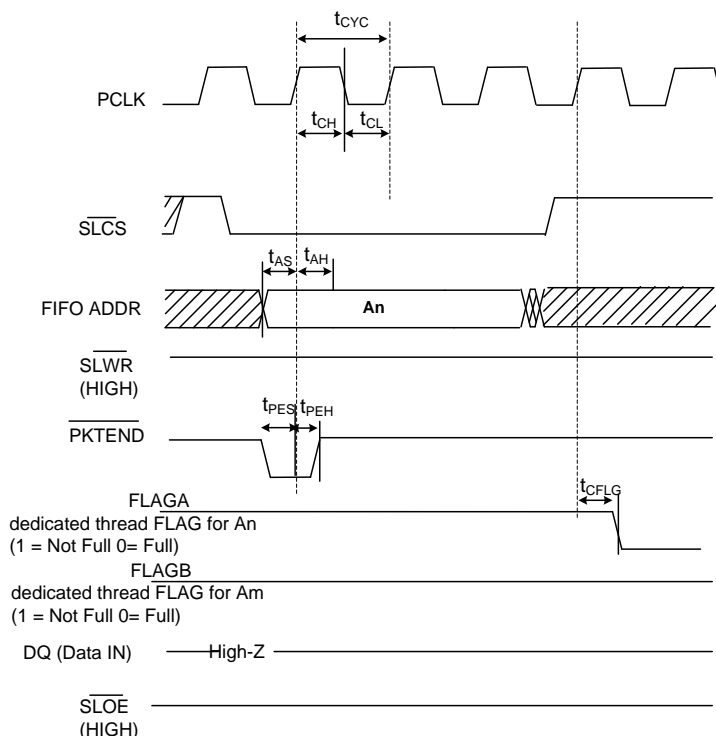 tCYC
PCLK
tCH
tCL
SLCS
tAS
tAH
FIFO ADDR
An
SLWR
(HIGH)
tPES
tPEH
PKTEND
tCFLG
FLAGA
dedicated thread FLAG for An
(1 = Not Full 0= Full)
FLAGB
dedicated thread FLAG for Am
(1 = Not Full 0= Full)
DQ (Data IN)
High-Z
SLOE
(HIGH)